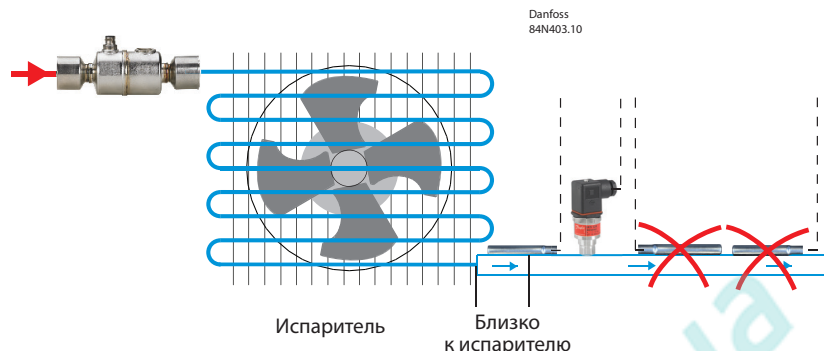 Danfoss
84N403.10
Испаритель
Близко
к испарителю